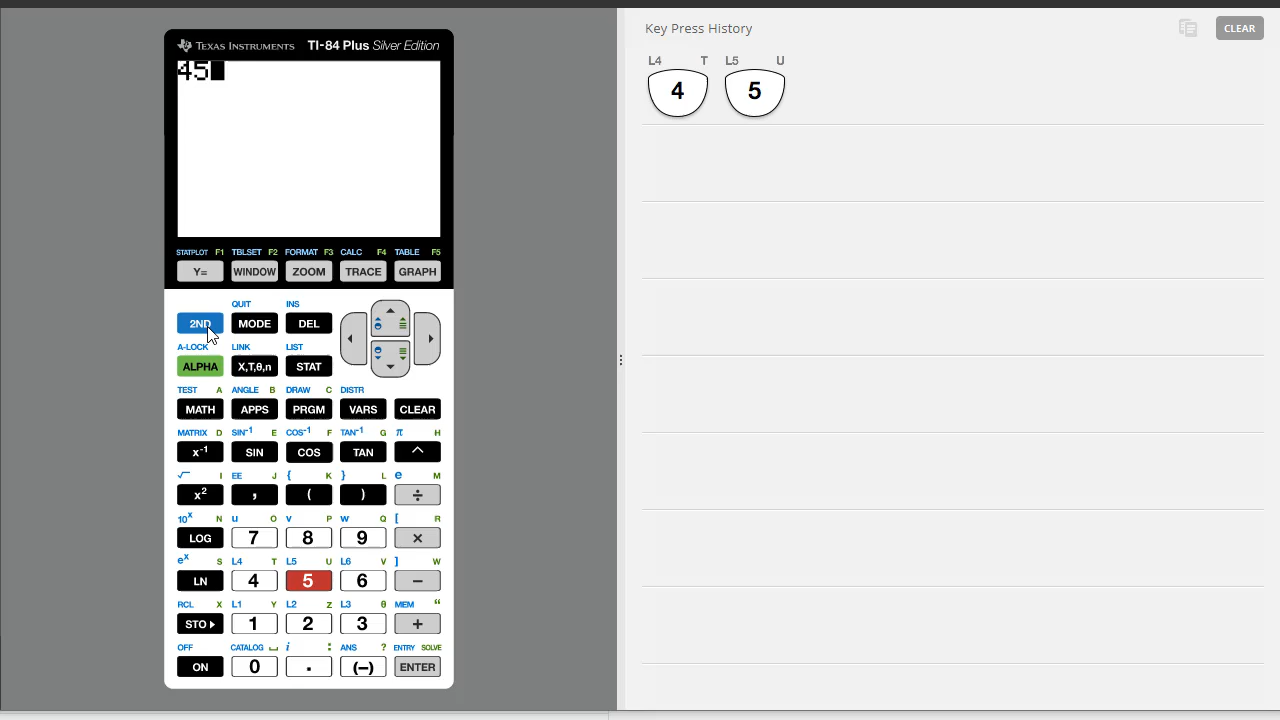 TEXAS INSTRUMENTS TI-84 Plus Silver Edition
45
STATPLOT F1 TBLSET F2 FORMAT F3 CALC F4 TABLE F5
Y= WINDOW ZOOM TRACE GRAPH
QUIT INS
2ND MODE DEL
A-LOCK LINK LIST
ALPHA X,T,θ,n STAT
TEST A ANGLE B DRAW C DISTR
MATH APPS PRGM VARS CLEAR
MATRIX D SIN⁻¹ E COS⁻¹ F TAN⁻¹ G π H
x⁻¹ SIN COS TAN ^
√ I EE J { K } L e M
x² , ( ) ÷
10ˣ N u O v P w Q [ R
LOG 7 8 9 ×
eˣ S L4 T L5 U L6 V ] W
LN 4 5 6 −
RCL X L1 Y L2 Z L3 θ MEM “
STO▶ 1 2 3 +
OFF CATALOG ⎵ i : ANS ? ENTRY SOLVE
ON 0 . (−) ENTER
Key Press History
CLEAR
L4 T L5 U
4 5